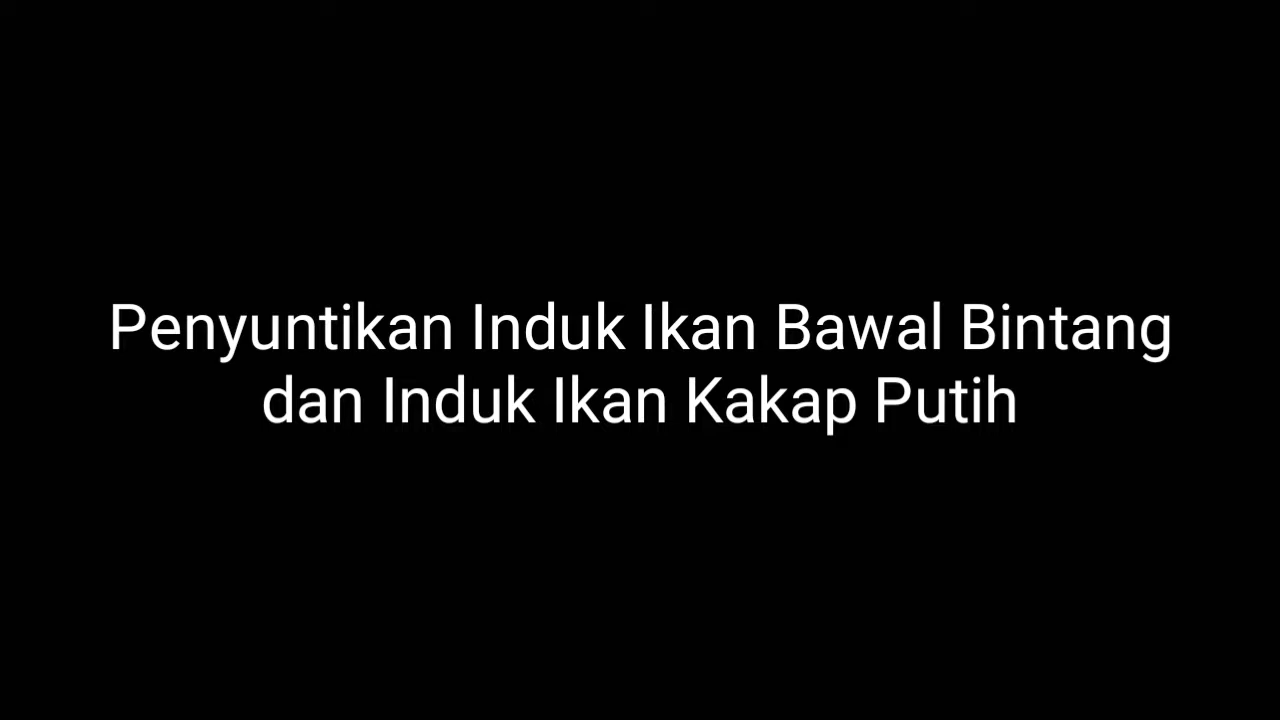 Penyuntikan Induk Ikan Bawal Bintang
dan Induk Ikan Kakap Putih